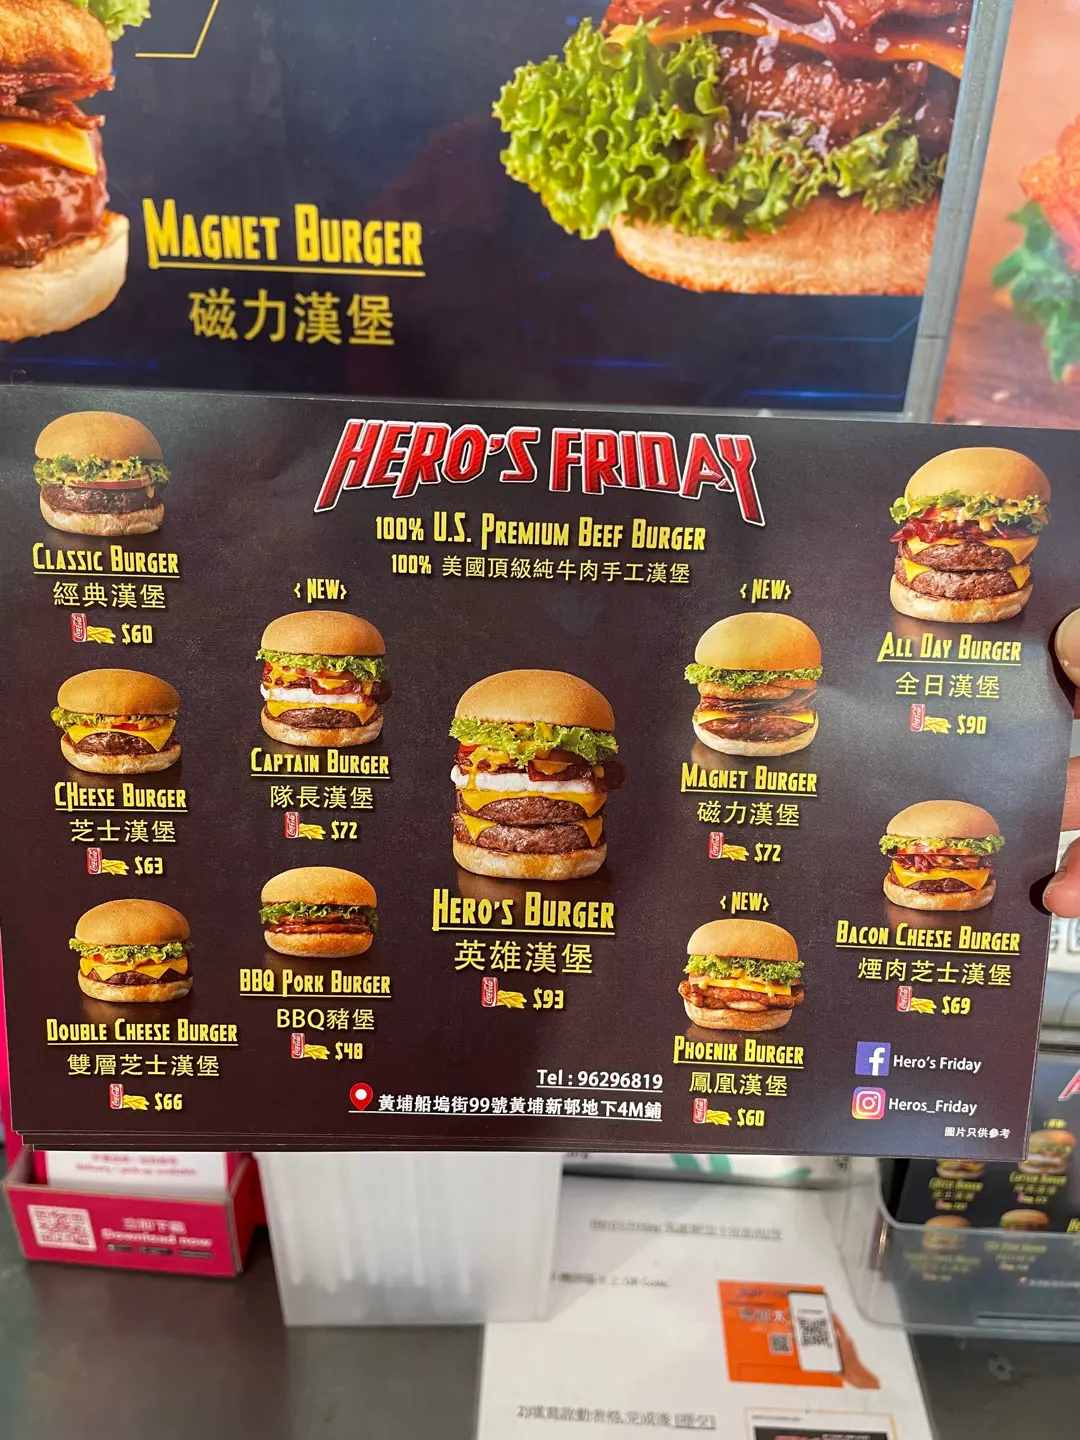 MAGNET BURGER
磁力漢堡
HERO'S FRIDAY
100% U.S. PREMIUM BEEF BURGER
100% 美國頂級純牛肉手工漢堡
CLASSIC BURGER
經典漢堡
$60
CHEESE BURGER
芝士漢堡
$63
DOUBLE CHEESE BURGER
雙層芝士漢堡
$66
<NEW>
CAPTAIN BURGER
隊長漢堡
$72
BBQ PORK BURGER
BBQ豬堡
$48
HERO'S BURGER
英雄漢堡
$93
<NEW>
MAGNET BURGER
磁力漢堡
$72
<NEW>
PHOENIX BURGER
鳳凰漢堡
$60
ALL DAY BURGER
全日漢堡
$90
BACON CHEESE BURGER
煙肉芝士漢堡
$69
Tel : 96296819
黃埔船塢街99號黃埔新邨地下4M鋪
Hero's Friday
Heros_Friday
圖片只供參考
立即下載
Download now